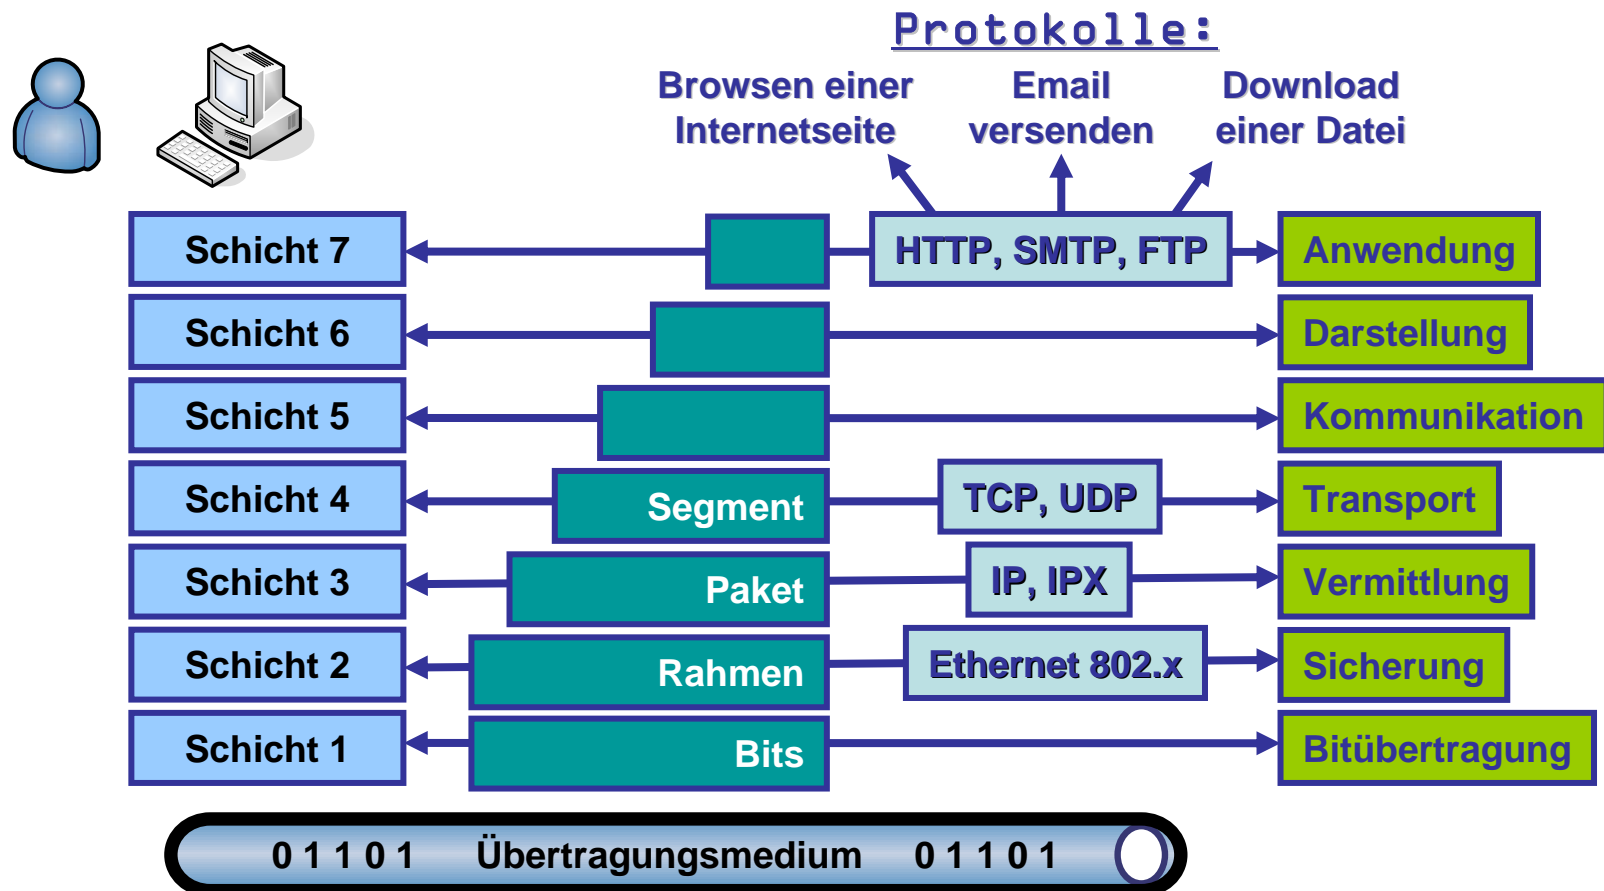 Protokolle:
Browsen einer
Internetseite
Email
versenden
Download
einer Datei
Schicht 7
HTTP, SMTP, FTP
Anwendung
Schicht 6
Darstellung
Schicht 5
Kommunikation
Schicht 4
Segment
TCP, UDP
Transport
Schicht 3
Paket
IP, IPX
Vermittlung
Schicht 2
Rahmen
Ethernet 802.x
Sicherung
Schicht 1
Bits
Bitübertragung
0 1 1 0 1 Übertragungsmedium 0 1 1 0 1